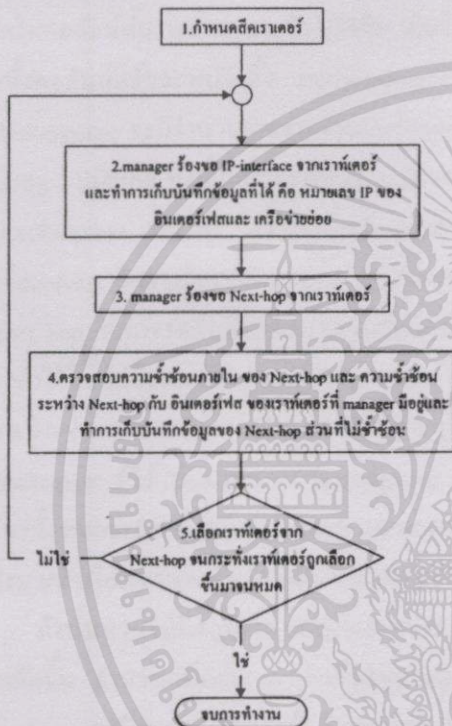 1.กำหนดสีดเราเตอร์
2.manager ร้องขอ IP-interface จากเราท์เตอร์
และทำการเก็บบันทึกข้อมูลที่ได้ คือ หมายเลข IP ของ
อินเตอร์เฟสและ เครือข่ายย่อย
3. manager ร้องขอ Next-hop จากเราท์เตอร์
4.ตรวจสอบความซ้ำซ้อนภายใน ของ Next-hop และ ความซ้ำซ้อน
ระหว่าง Next-hop กับ อินเตอร์เฟส ของเราท์เตอร์ที่ manager มีอยู่และ
ทำการเก็บบันทึกข้อมูลของ Next-hop ส่วนที่ไม่ซ้ำซ้อน
5.เลือกเราท์เตอร์จาก
Next-hop จนกระทั่งเราท์เตอร์ถูกเลือก
ขึ้นมาจนหมด
ไม่ใช่
ใช่
จบการทำงาน